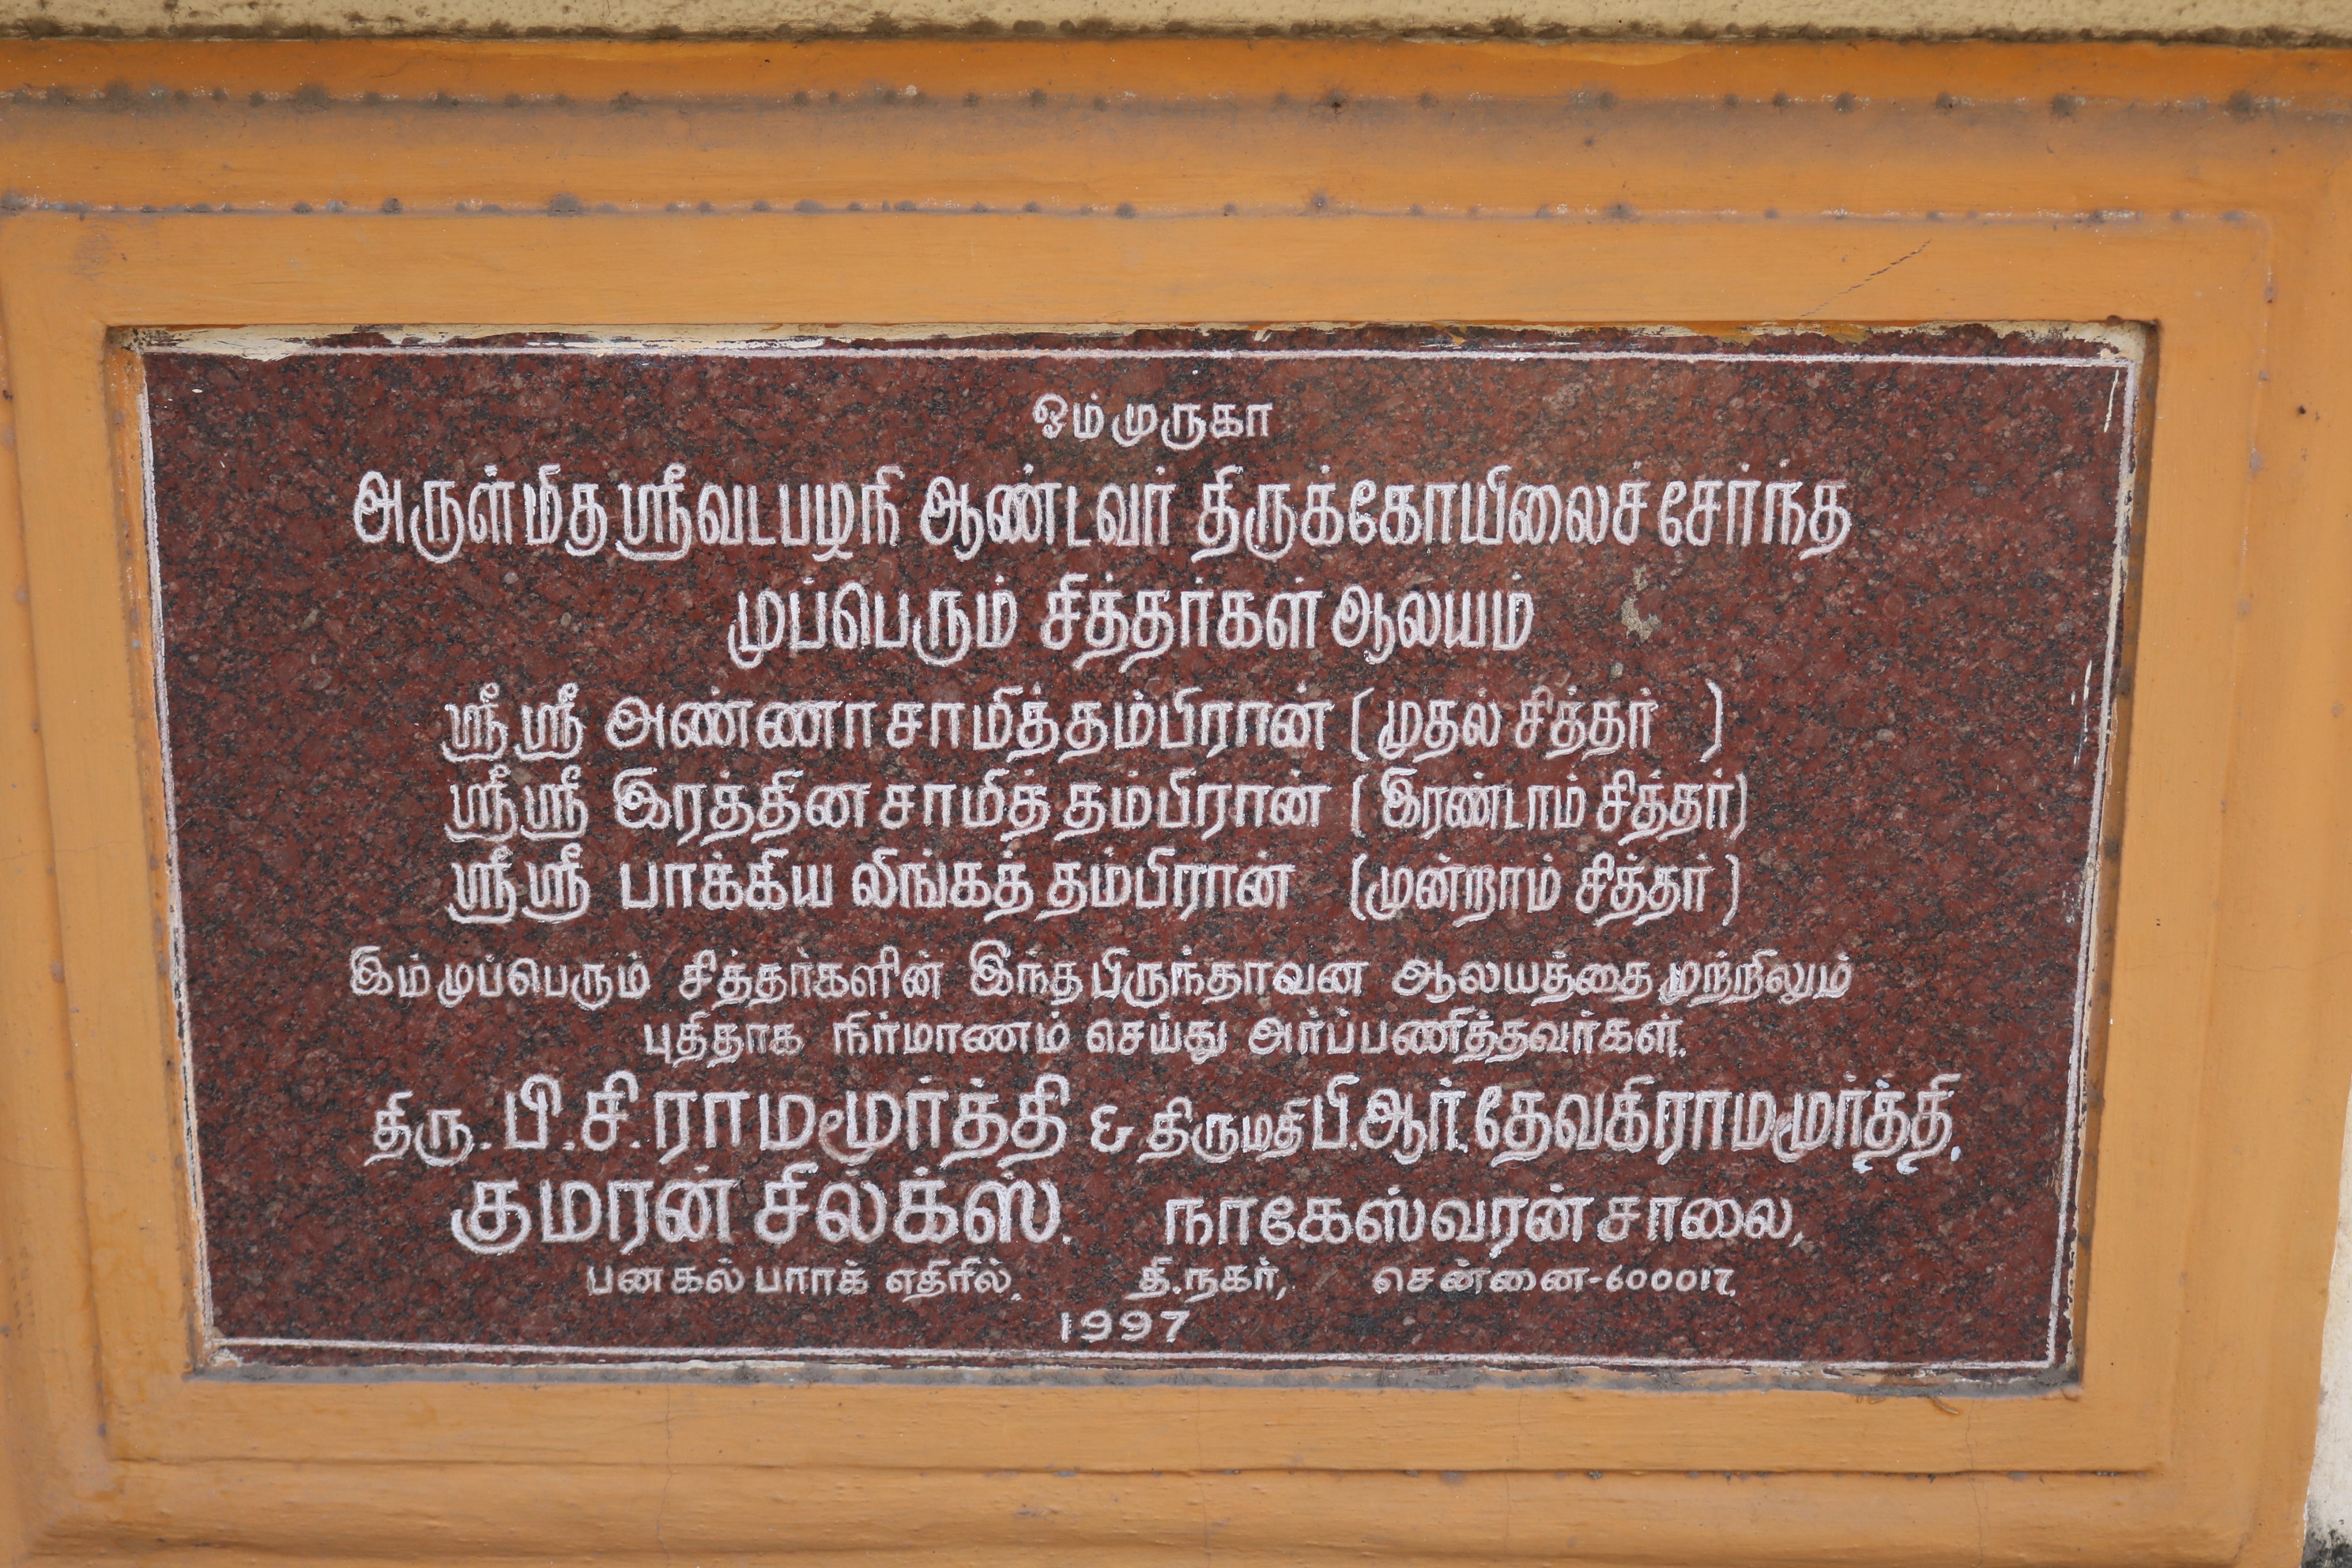 ஓம் முருகா
அருள்மித ஸ்ரீ வடபழநி ஆண்டவர் திருக்கோயிலைச் சேர்ந்த
முப்பெரும் சித்தர்கள் ஆலயம்
ஸ்ரீ ஸ்ரீ அண்ணாசாமித் தம்பிரான் (முதல் சித்தர் )
ஸ்ரீ ஸ்ரீ இரத்தினசாமித் தம்பிரான் (இரண்டாம் சித்தர்)
ஸ்ரீ ஸ்ரீ பாக்கிய லிங்கத் தம்பிரான் (முன்றாம் சித்தர்)
இம் முப்பெரும் சித்தர்களின் இந்த பிருந்தாவன ஆலயத்தை முற்றிலும்
புதிதாக நிர்மாணம் செய்து அர்ப்பணித்தவர்கள்.
திரு. பி.சி.ராமமூர்த்தி & திருமதி பி.ஆர்.தேவகிராமமூர்த்தி.
குமரன் சில்க்ஸ். நாகேஸ்வரன் சாலை,
பனகல் பார்க் எதிரில். தி.நகர், சென்னை-600017.
1997